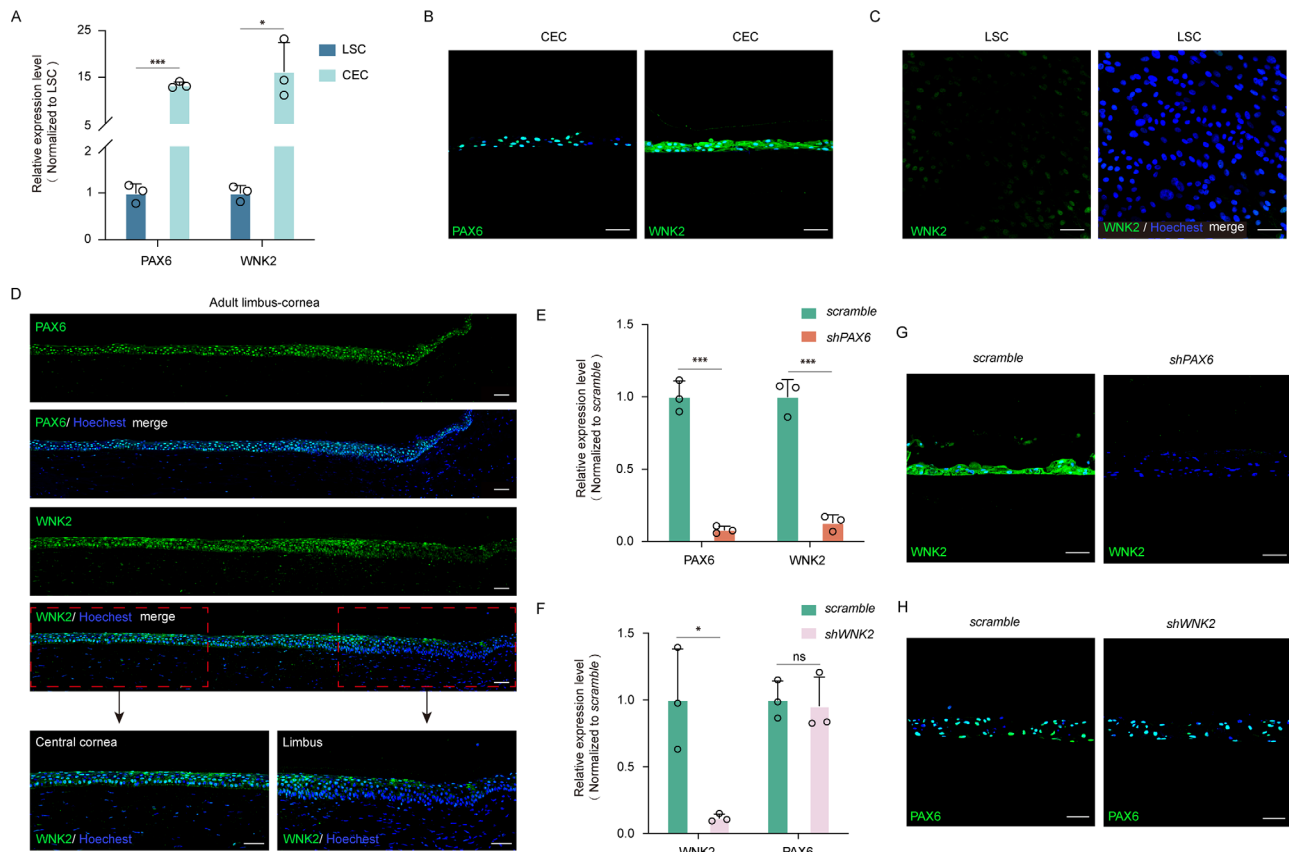 A
Relative expression level
( Normalized to LSC )
25
15
5
2
1
0
***
*
LSC
CEC
PAX6
WNK2
B
CEC
CEC
PAX6
WNK2
C
LSC
LSC
WNK2
WNK2 / Hoechest merge
D
Adult limbus-cornea
PAX6
PAX6/ Hoechest merge
WNK2
WNK2/ Hoechest merge
Central cornea
WNK2/ Hoechest
Limbus
WNK2/ Hoechest
E
Relative expression level
( Normalized to scramble )
1.5
1.0
0.5
0.0
***
***
scramble
shPAX6
PAX6
WNK2
F
Relative expression level
( Normalized to scramble )
1.5
1.0
0.5
0.0
*
ns
scramble
shWNK2
WNK2
PAX6
G
scramble
shPAX6
WNK2
WNK2
H
scramble
shWNK2
PAX6
PAX6